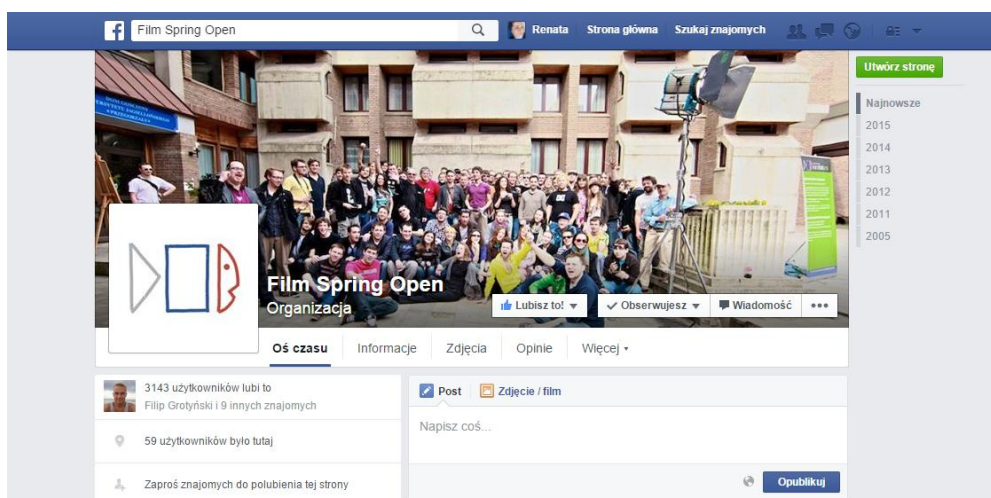 Film Spring Open
Renata Strona główna Szukaj znajomych
Utwórz stronę
Najnowsze
2015
2014
2013
2012
2011
2005
Film Spring Open
Organizacja
Lubisz to! Obserwujesz Wiadomość
Oś czasu Informacje Zdjęcia Opinie Więcej
3143 użytkowników lubi to
Filip Grotyński i 9 innych znajomych
59 użytkowników było tutaj
Zaproś znajomych do polubienia tej strony
Post Zdjęcie / film
Napisz coś...
Opublikuj